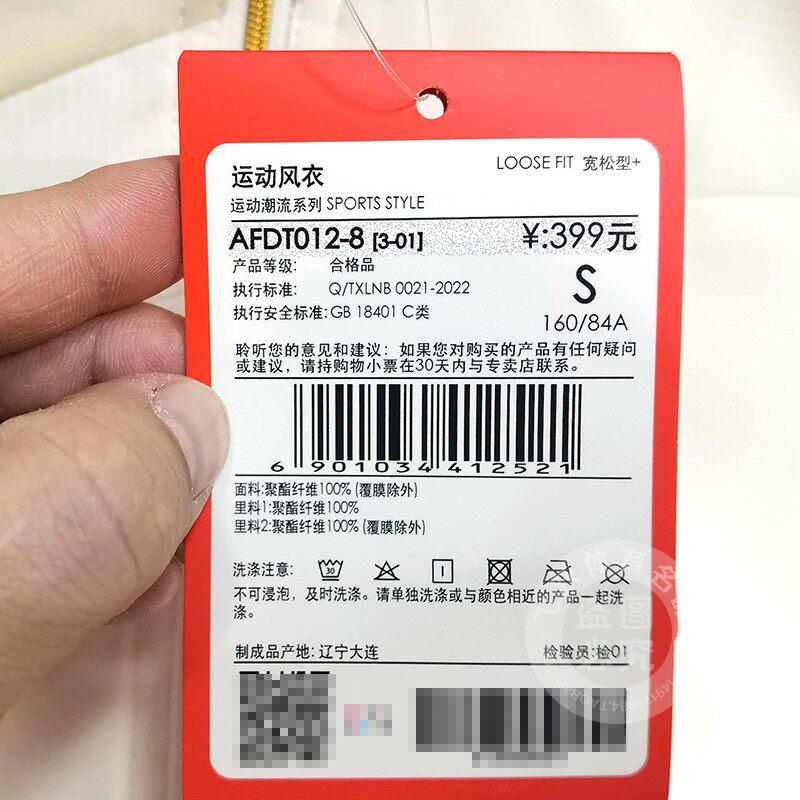 LOOSE FIT 宽松型+
运动风衣
运动潮流系列 SPORTS STYLE
AFDT012-8 [3-01] ¥:399元
产品等级: 合格品
执行标准: Q/TXLNB 0021-2022
执行安全标准: GB 18401 C类
S
160/84A
聆听您的意见和建议: 如果您对购买的产品有任何疑问
或建议, 请持购物小票在30天内与专卖店联系。
6 901034 412521
面料:聚酯纤维100% (覆膜除外)
里料1:聚酯纤维100%
里料2:聚酯纤维100% (覆膜除外)
洗涤注意: 30
不可浸泡, 及时洗涤。请单独洗涤或与颜色相近的产品一起洗
涤。
制成品产地: 辽宁大连 检验员:检01
盗图
必究